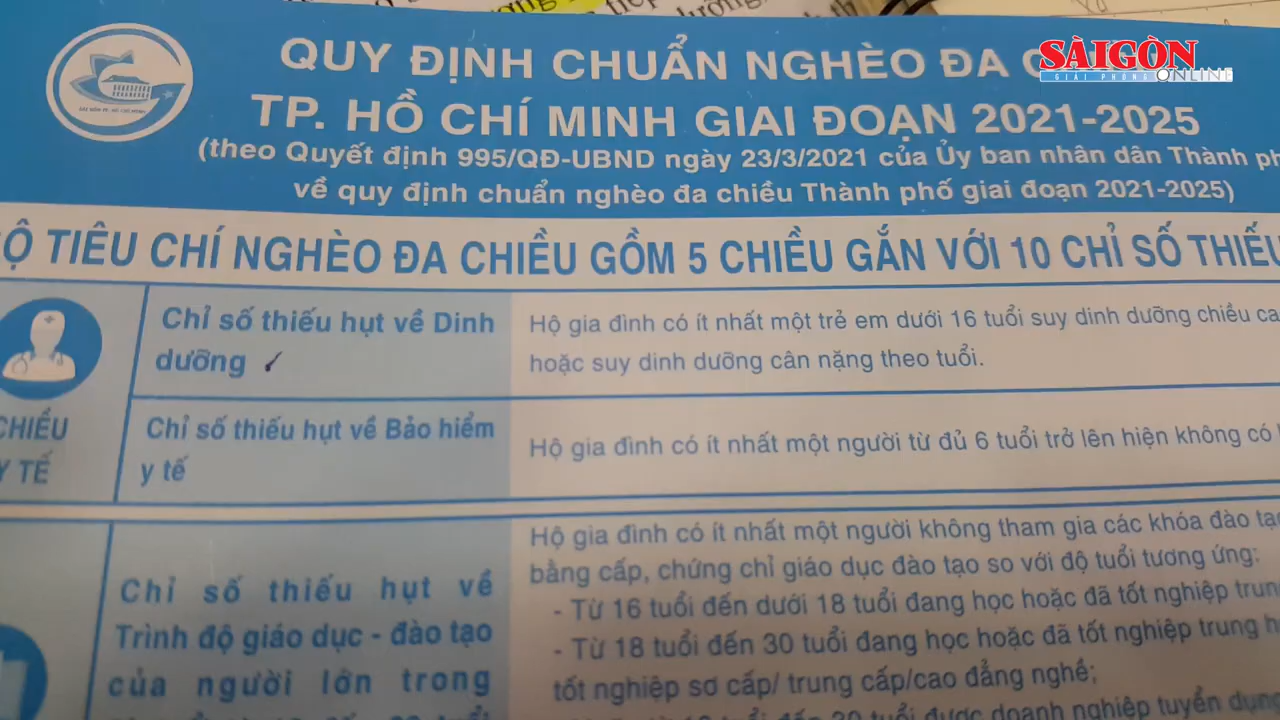 SÀIGÒN
GIẢI PHÓNG ONLINE
QUY ĐỊNH CHUẨN NGHÈO ĐA
TP. HỒ CHÍ MINH GIAI ĐOẠN 2021-2025
(theo Quyết định 995/QĐ-UBND ngày 23/3/2021 của Ủy ban nhân dân Thành
về quy định chuẩn nghèo đa chiều Thành phố giai đoạn 2021-2025)
TIÊU CHÍ NGHÈO ĐA CHIỀU GỒM 5 CHIỀU GẮN VỚI 10 CHỈ SỐ THIẾU
CHIỀU
Y TẾ
Chỉ số thiếu hụt về Dinh
dưỡng
Hộ gia đình có ít nhất một trẻ em dưới 16 tuổi suy dinh dưỡng chiều
hoặc suy dinh dưỡng cân nặng theo tuổi.
Chỉ số thiếu hụt về Bảo hiểm
y tế
Hộ gia đình có ít nhất một người từ đủ 6 tuổi trở lên hiện không có
Chỉ số thiếu hụt về
Trình độ giáo dục - đào tạo
của người lớn trong
Hộ gia đình có ít nhất một người không tham gia các khóa đào
bằng cấp, chứng chỉ giáo dục đào tạo so với độ tuổi tương ứng:
- Từ 16 tuổi đến dưới 18 tuổi đang học hoặc đã tốt nghiệp trung
- Từ 18 tuổi đến 30 tuổi đang học hoặc đã tốt nghiệp trung
tốt nghiệp sơ cấp/ trung cấp/cao đẳng nghề;
tuổi đến 30 tuổi được doanh nghiệp tuyển dụng